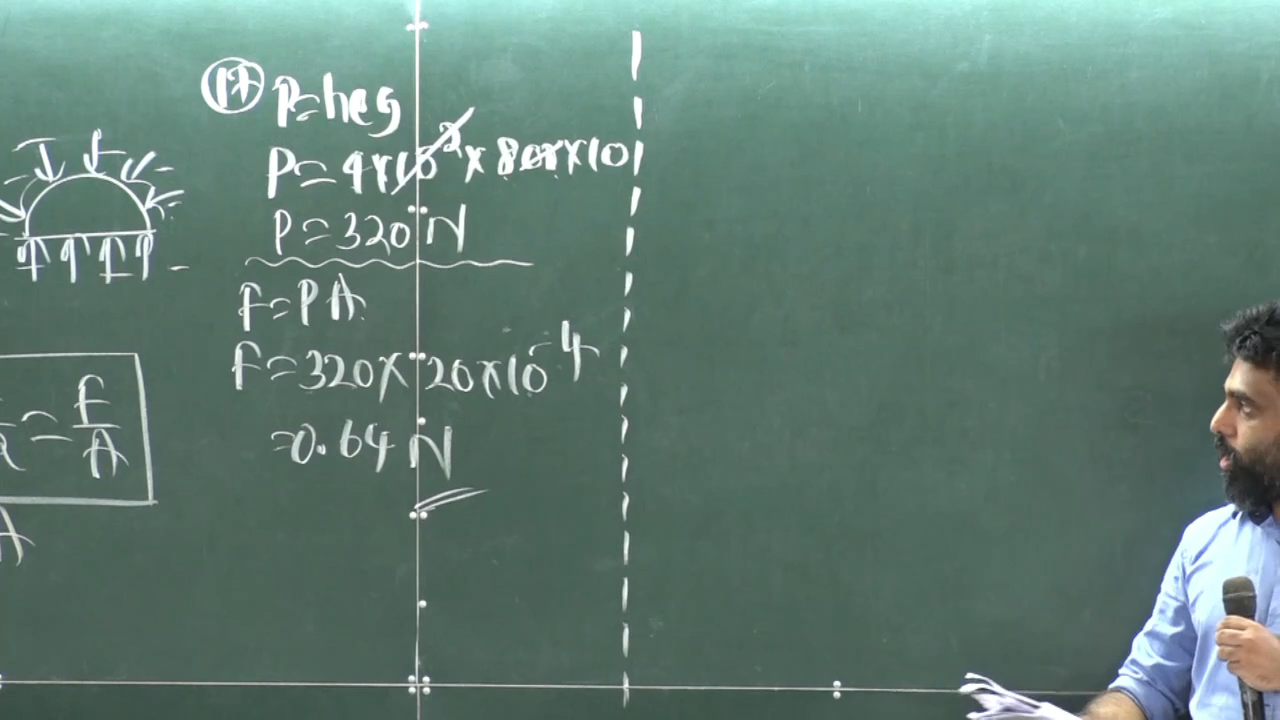 17 P=hρg
P=4×10⁻²×800×10
P=320 N
F=PA
F=320×20×10⁻⁴
=0.64 N
=F/A
A